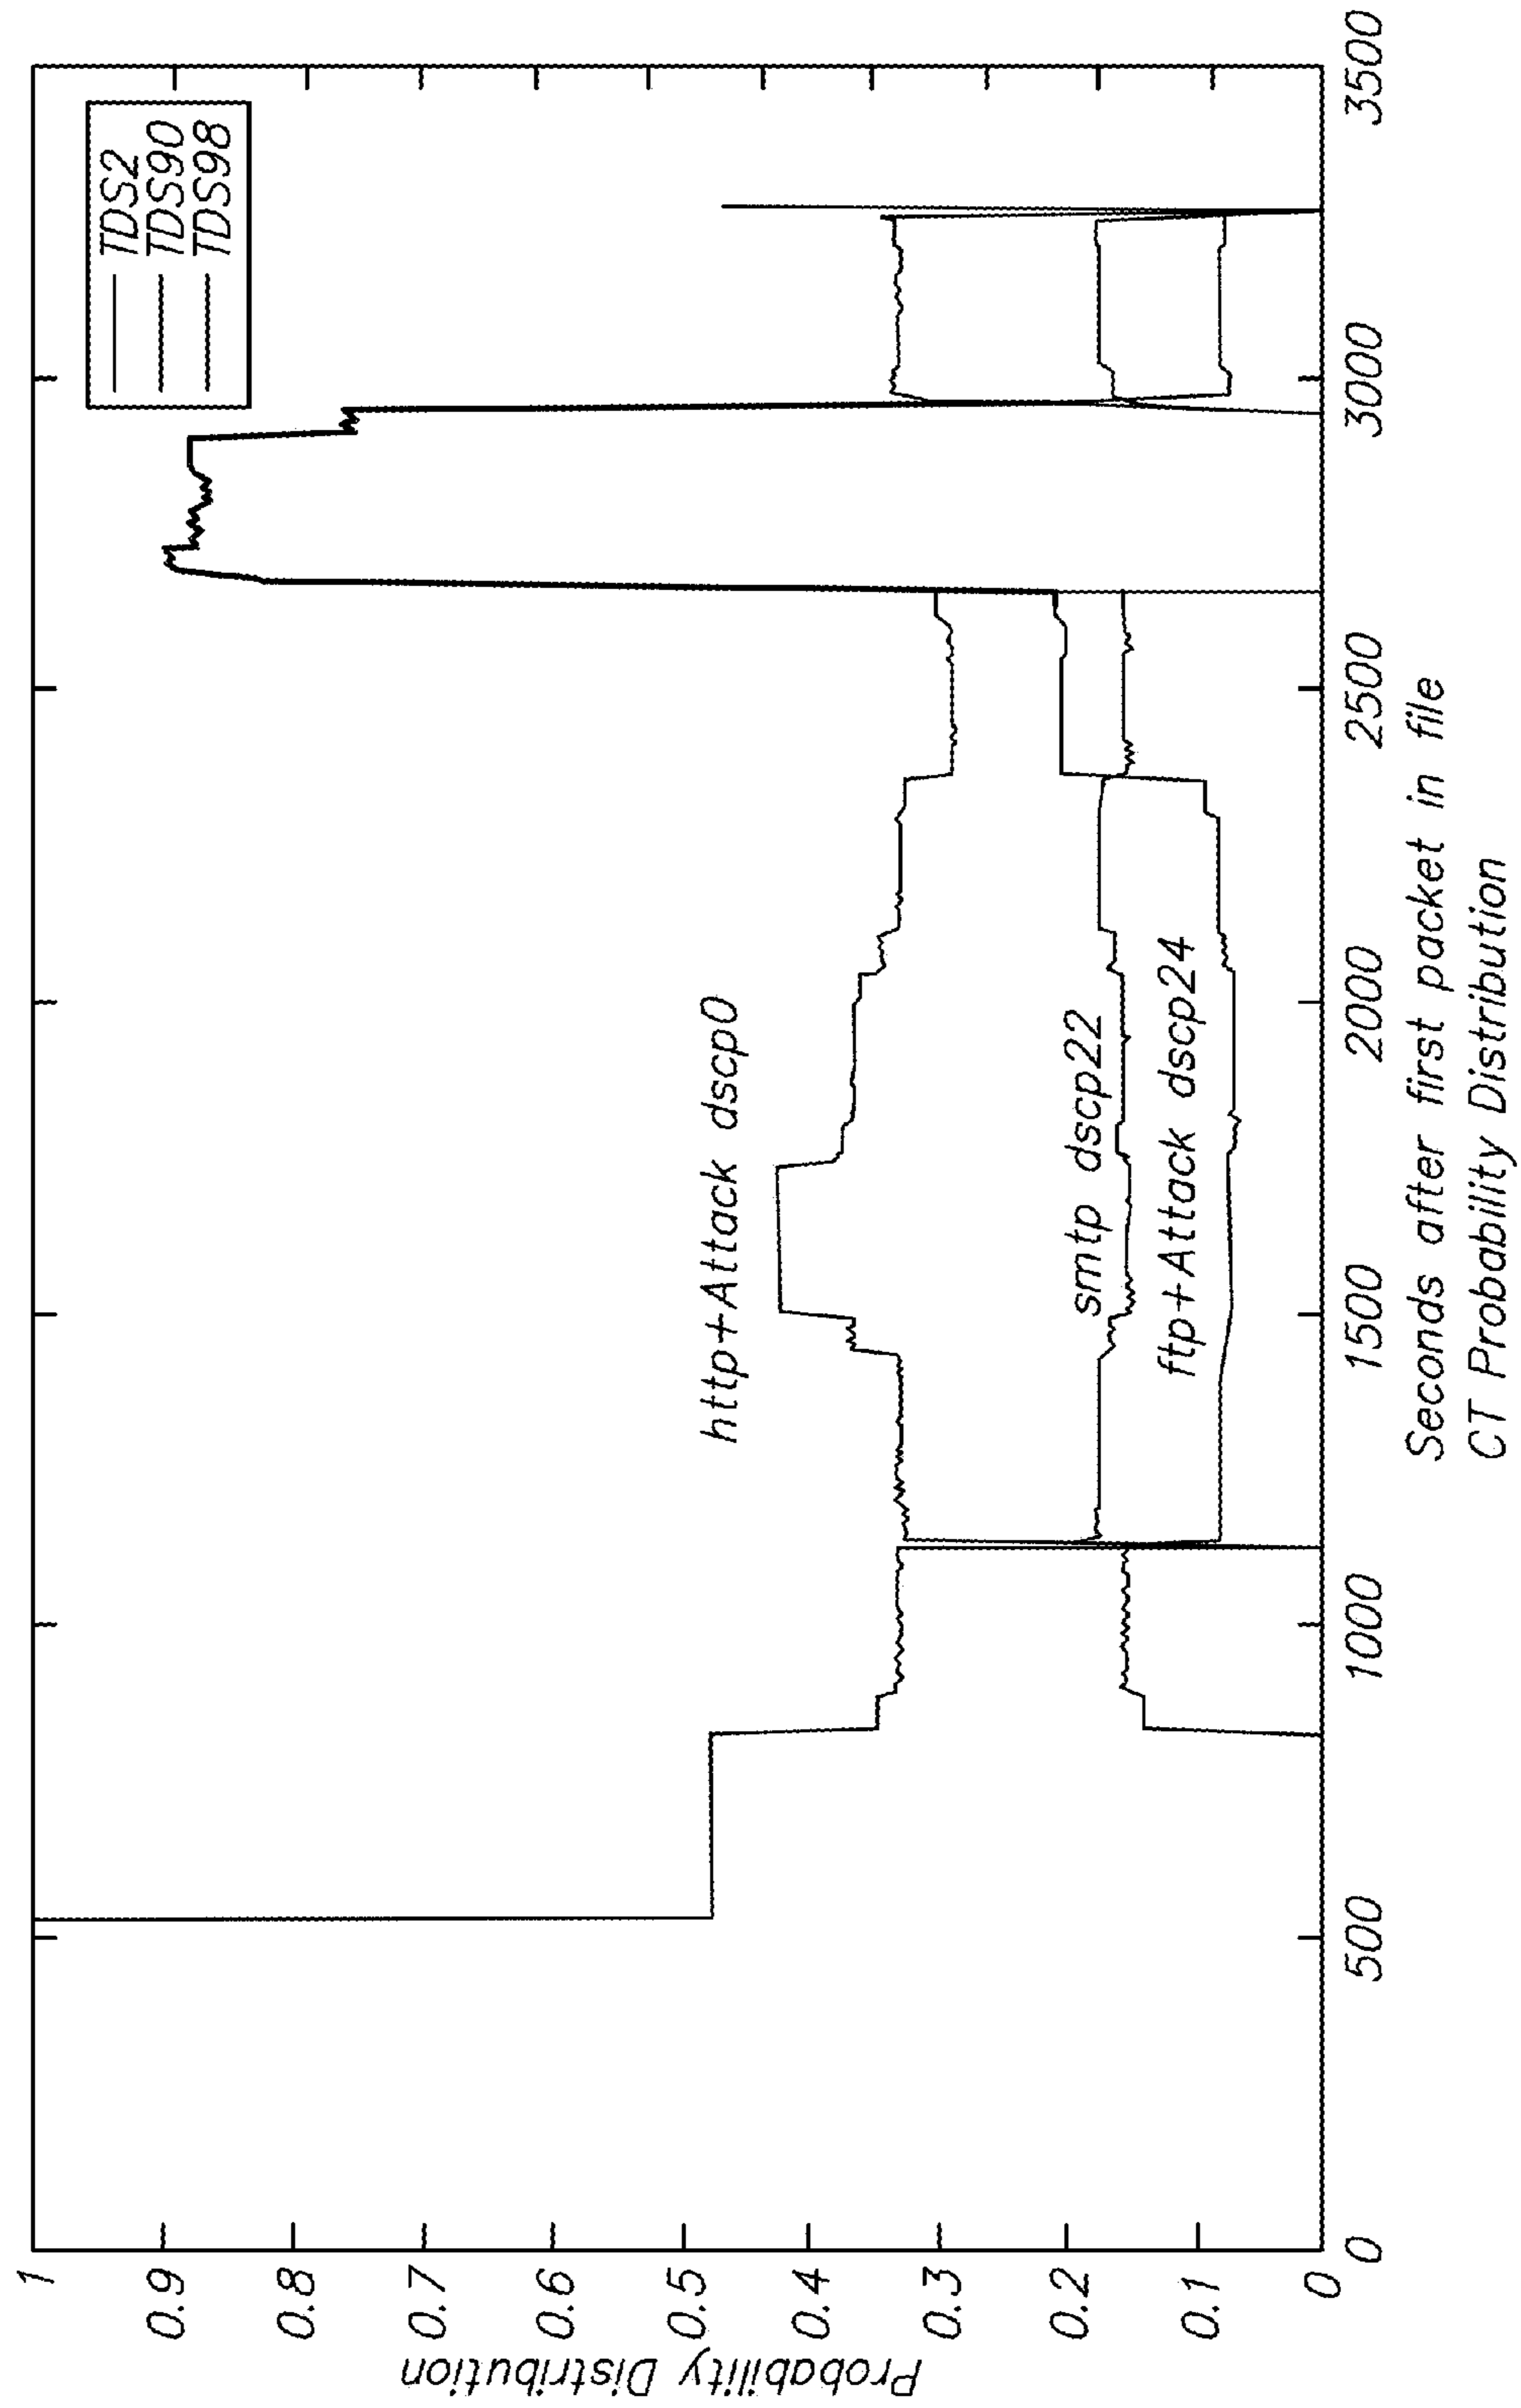 1
0.9
0.8
0.7
0.6
0.5
0.4
0.3
0.2
0.1
0
Probability Distribution
TDS2
TDS90
TDS98
http+Attack dscp0
smtp dscp22
ftp+Attack dscp24
0
500
1000
1500
2000
2500
3000
3500
Seconds after first packet in file
CT Probability Distribution